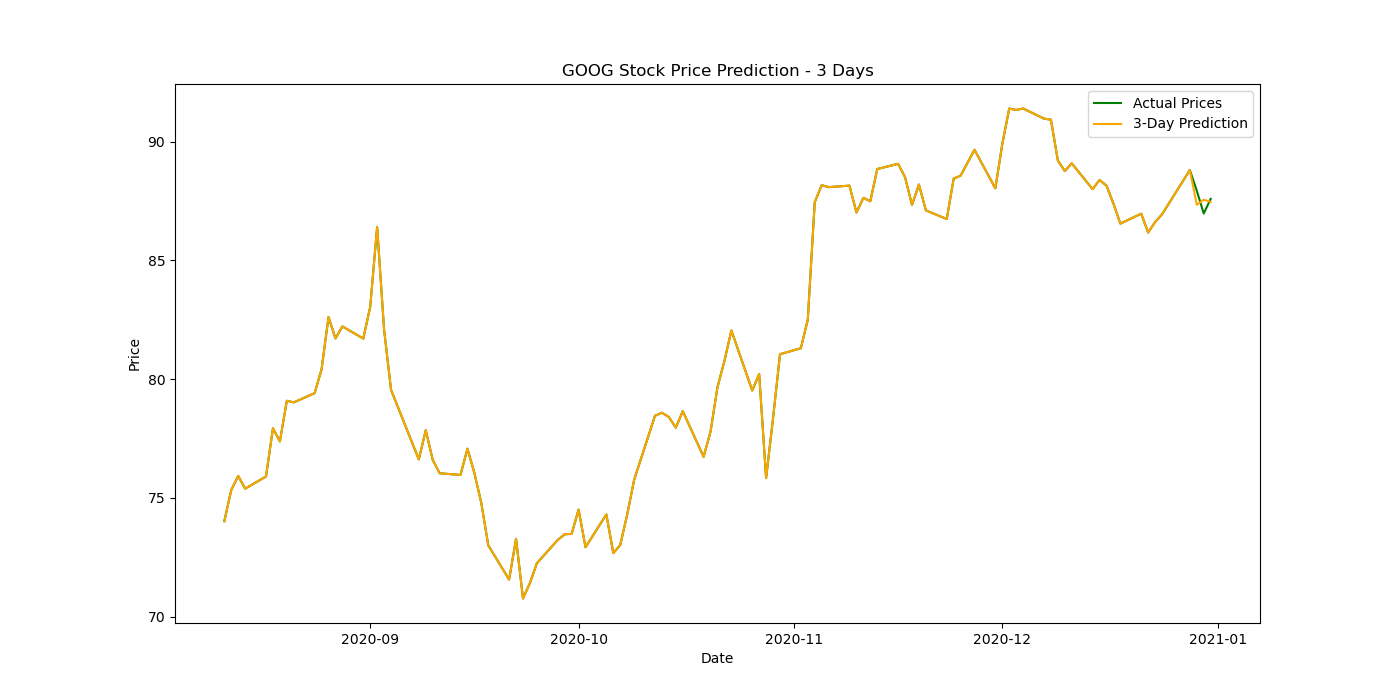 GOOG Stock Price Prediction - 3 Days
Actual Prices
3-Day Prediction
Price
90
85
80
75
70
2020-09
2020-10
2020-11
2020-12
2021-01
Date